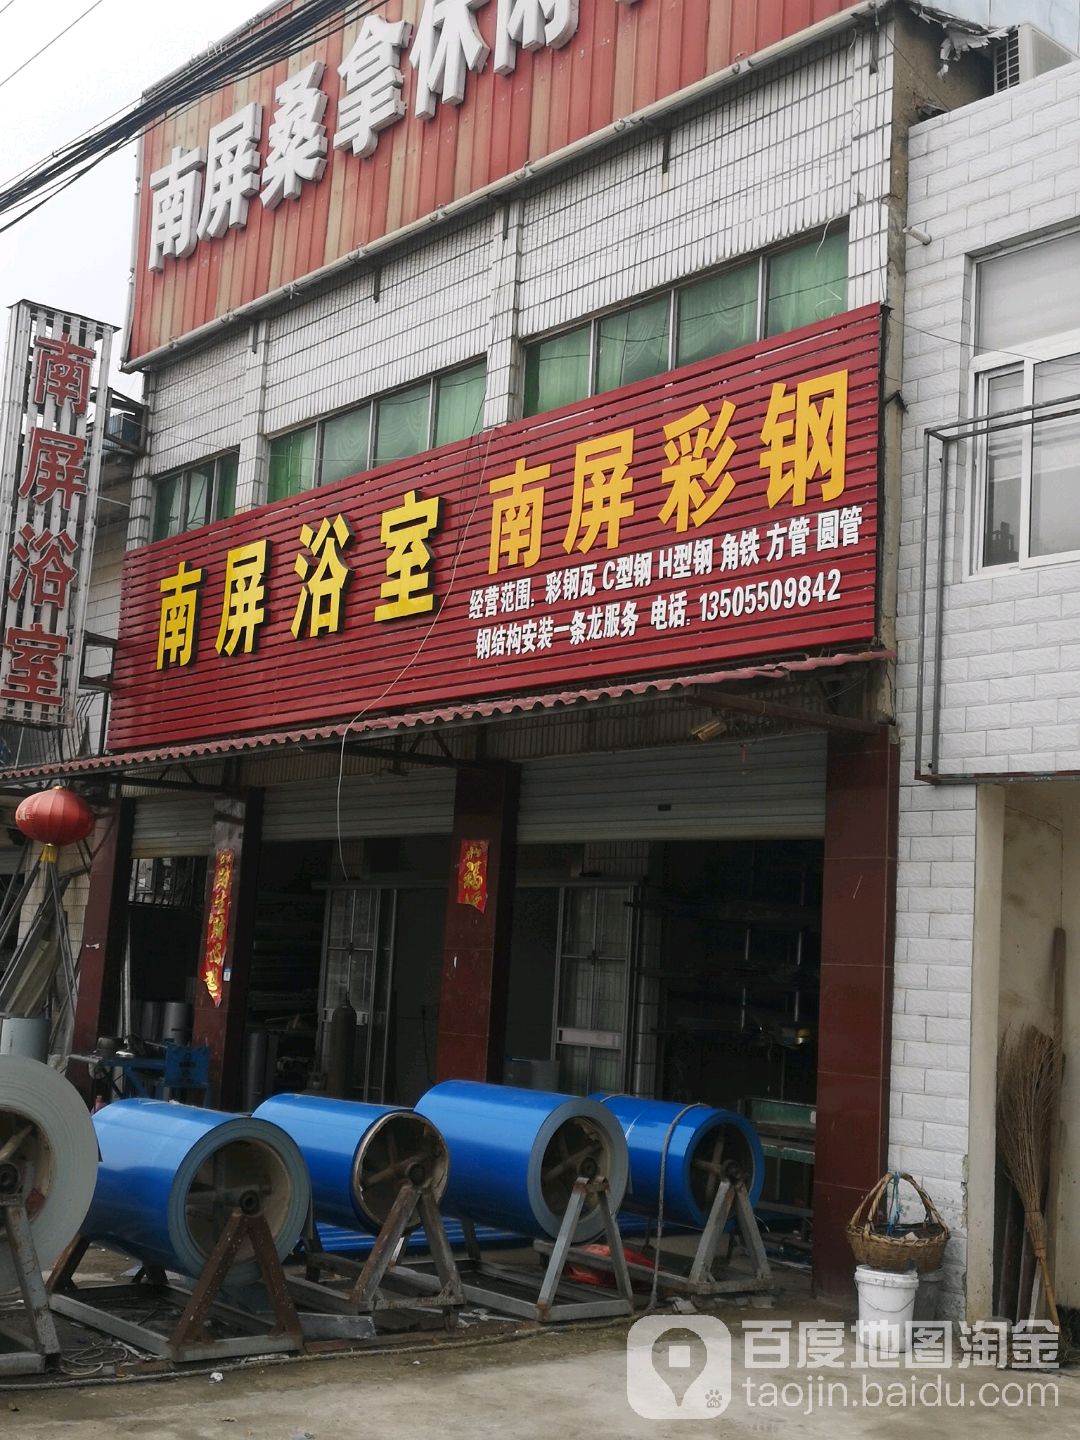 南屏桑拿休闲
南屏浴室
南屏浴室
南屏彩钢
经营范围：彩钢瓦 C型钢 H型钢 角铁 方管 圆管
钢结构安装一条龙服务 电话：13505509842
百度地图淘金
taojin.baidu.com